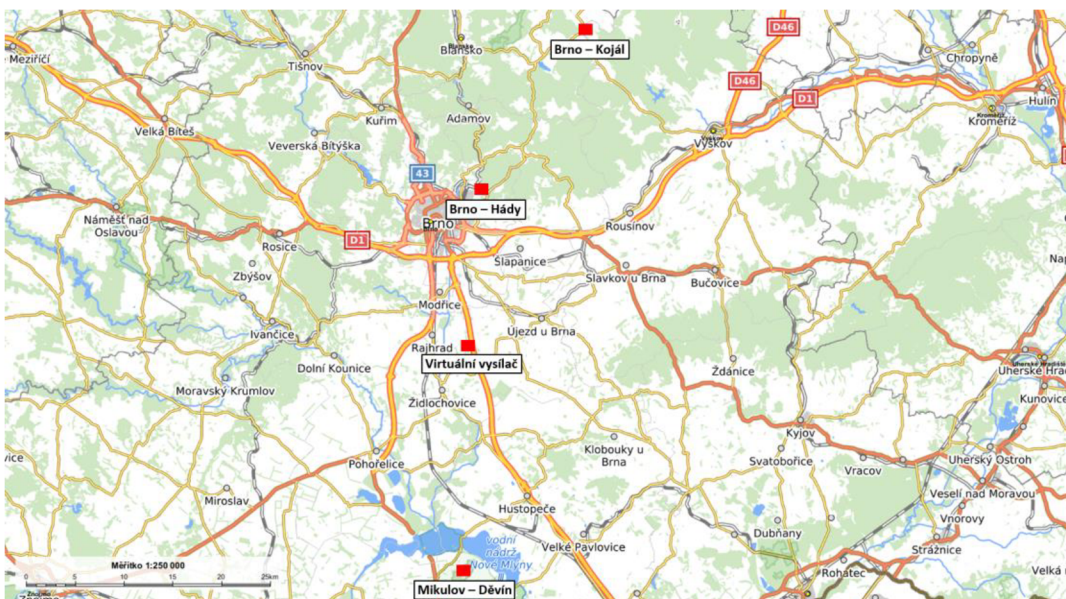 D46
Brno – Kojál
Blansko
Meziříčí
Tišnov
Chropyně
D46
D1
Hulín
Kroměříž
Kuřim
Adamov
Velká Bíteš
Veverská Bítýška
Vyškov
43
Brno – Hády
Náměšť nad
Oslavou
Brno
Rousínov
D1
Rosice
Šlapanice
Zbýšov
Slavkov u Brna
Bučovice
Modřice
Ivančice
Újezd u Brna
Rajhrad
Virtuální vysílač
Dolní Kounice
Ždánice
Uherské Hrad
Kunovice
Moravský Krumlov
Židlochovice
Kyjov
Klobouky u
Brna
vice
Pohořelice
Svatobořice
Vracov
Uherský Ostroh
Miroslav
Veselí nad Moravou
Hustopeče
Vnorovy
Dubňany
vodní
nádrž
Nové Mlýny
Velké Pavlovice
Strážnice
Měřítko 1:250 000
Rohatec
Velká
0 5 10 15 20 25km
Mikulov – Děvín